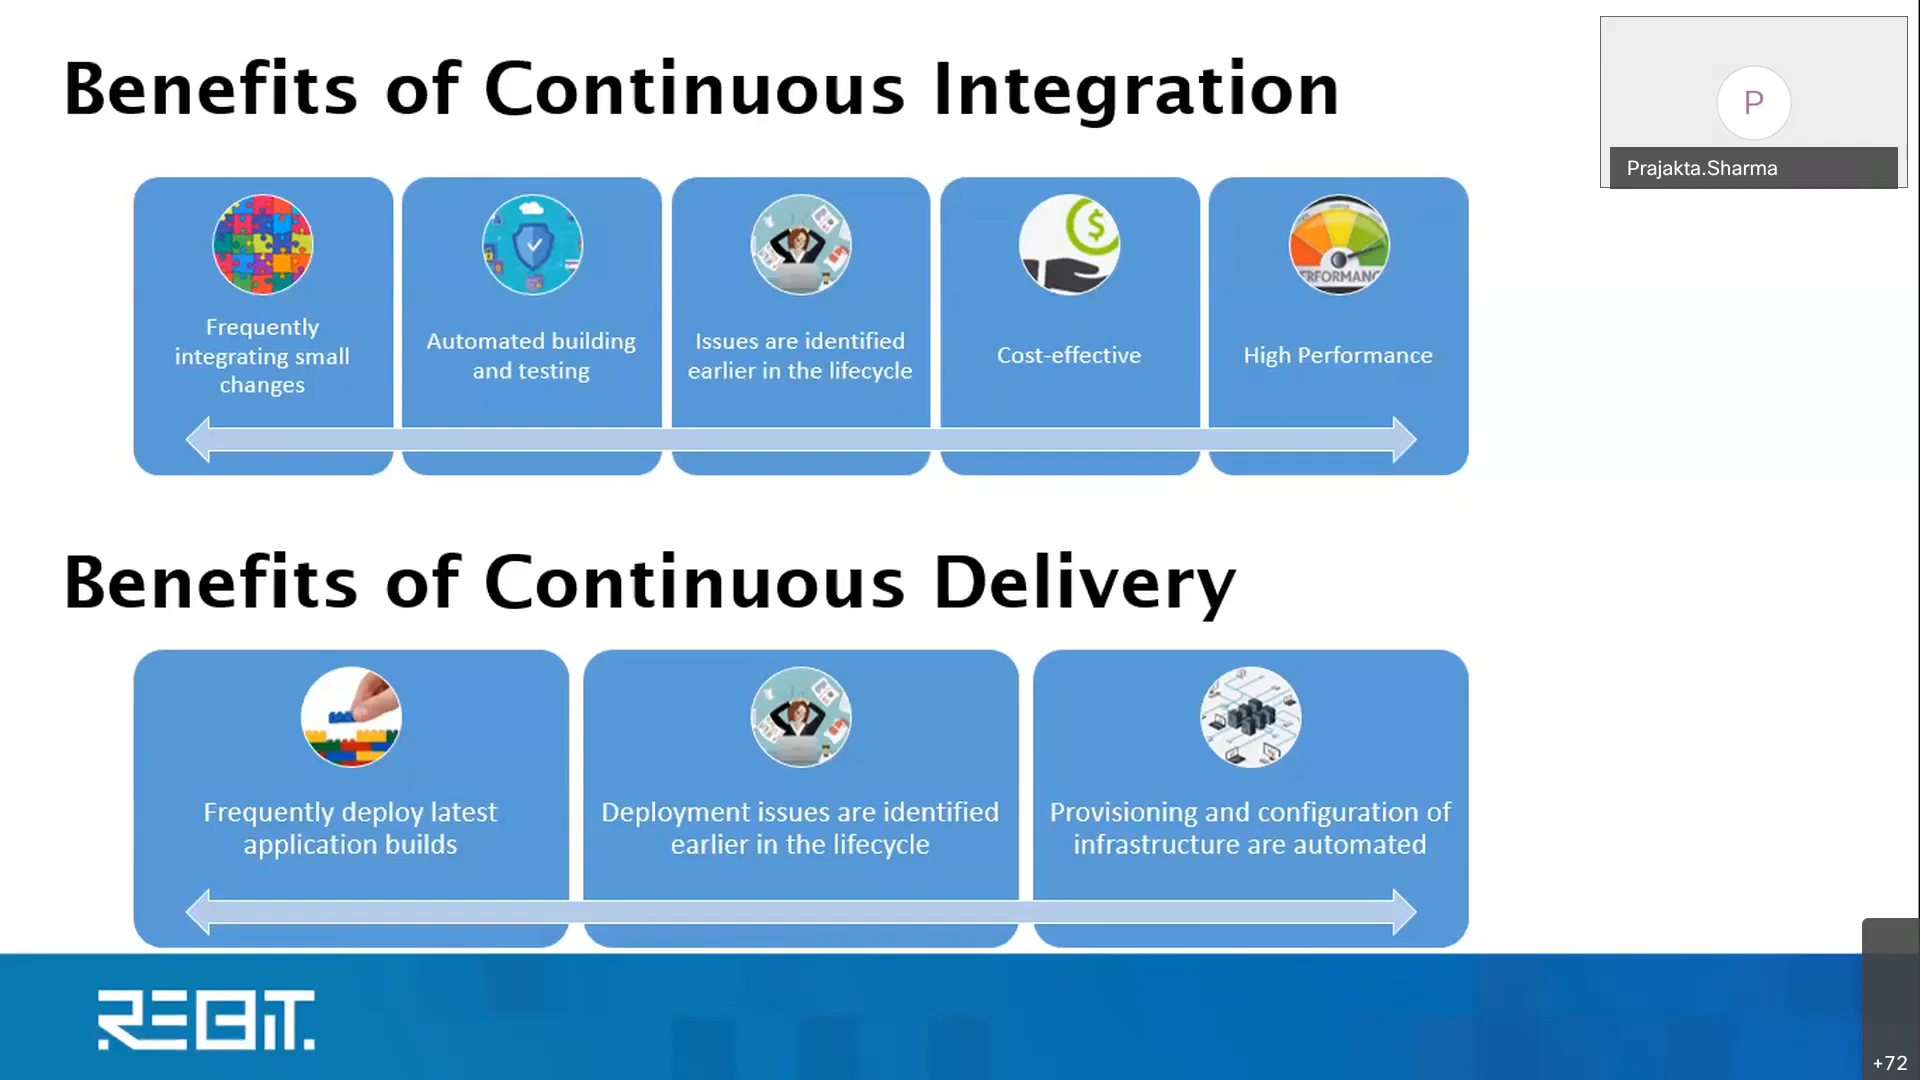 Benefits of Continuous Integration
P
Prajakta.Sharma
Frequently
integrating small
changes
Automated building
and testing
Issues are identified
earlier in the lifecycle
Cost-effective
ERFORMANC
High Performance
Benefits of Continuous Delivery
Frequently deploy latest
application builds
Deployment issues are identified
earlier in the lifecycle
Provisioning and configuration of
infrastructure are automated
REBIT.
+72